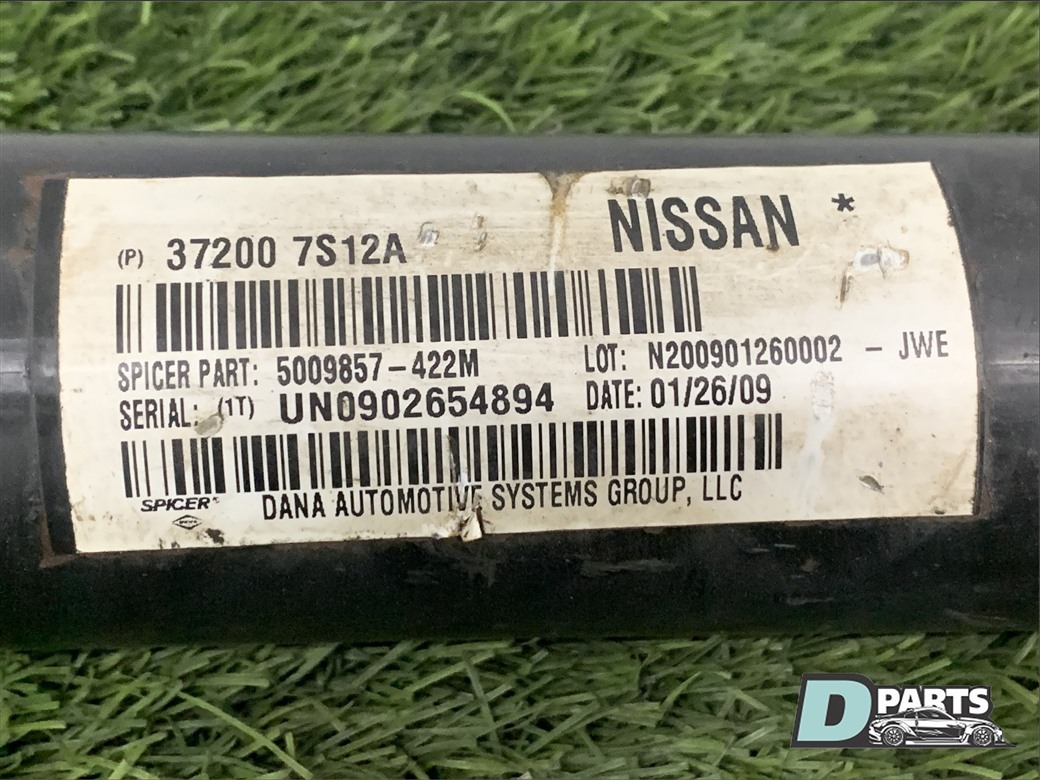 NISSAN *
(P) 37200 7S12A
SPICER PART: 5009857-422M LOT: N200901260002 - JWE
SERIAL: (1T) UN0902654894 DATE: 01/26/09
SPICER® DANA AUTOMOTIVE SYSTEMS GROUP, LLC
D PARTS